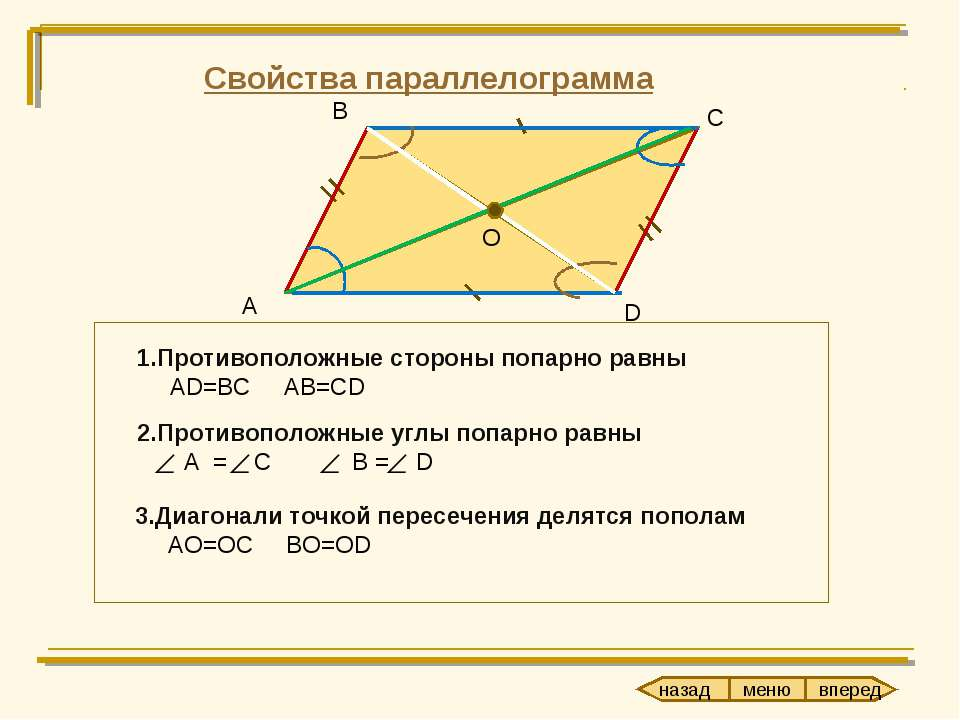 Свойства параллелограмма
B
C
O
A
D
1.Противоположные стороны попарно равны
AD=BC AB=CD
2.Противоположные углы попарно равны
∠ A = ∠ C ∠ B = ∠ D
3.Диагонали точкой пересечения делятся пополам
AO=OC BO=OD
назад меню вперед